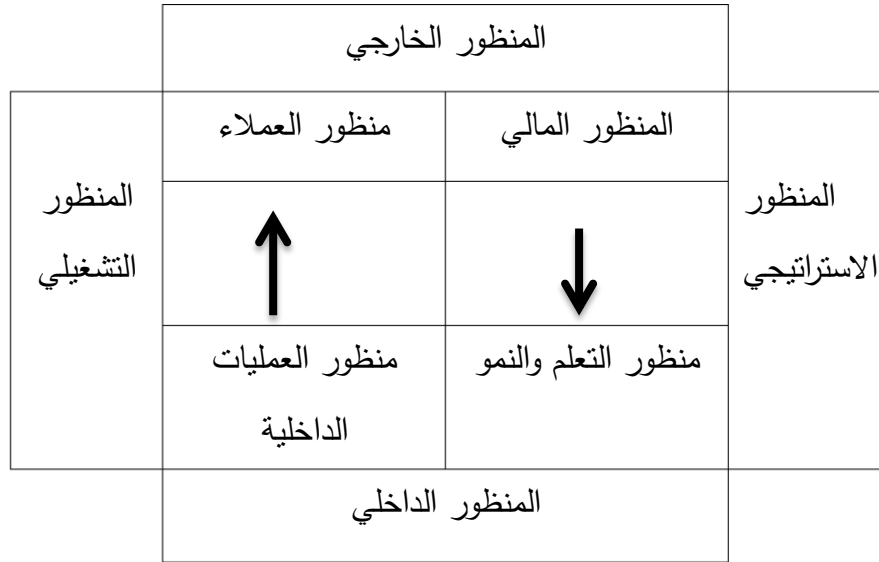 المنظور الخارجي
المنظور المالي
منظور العملاء
المنظور
الاستراتيجي
المنظور
التشغيلي
منظور التعلم والنمو
منظور العمليات
الداخلية
المنظور الداخلي